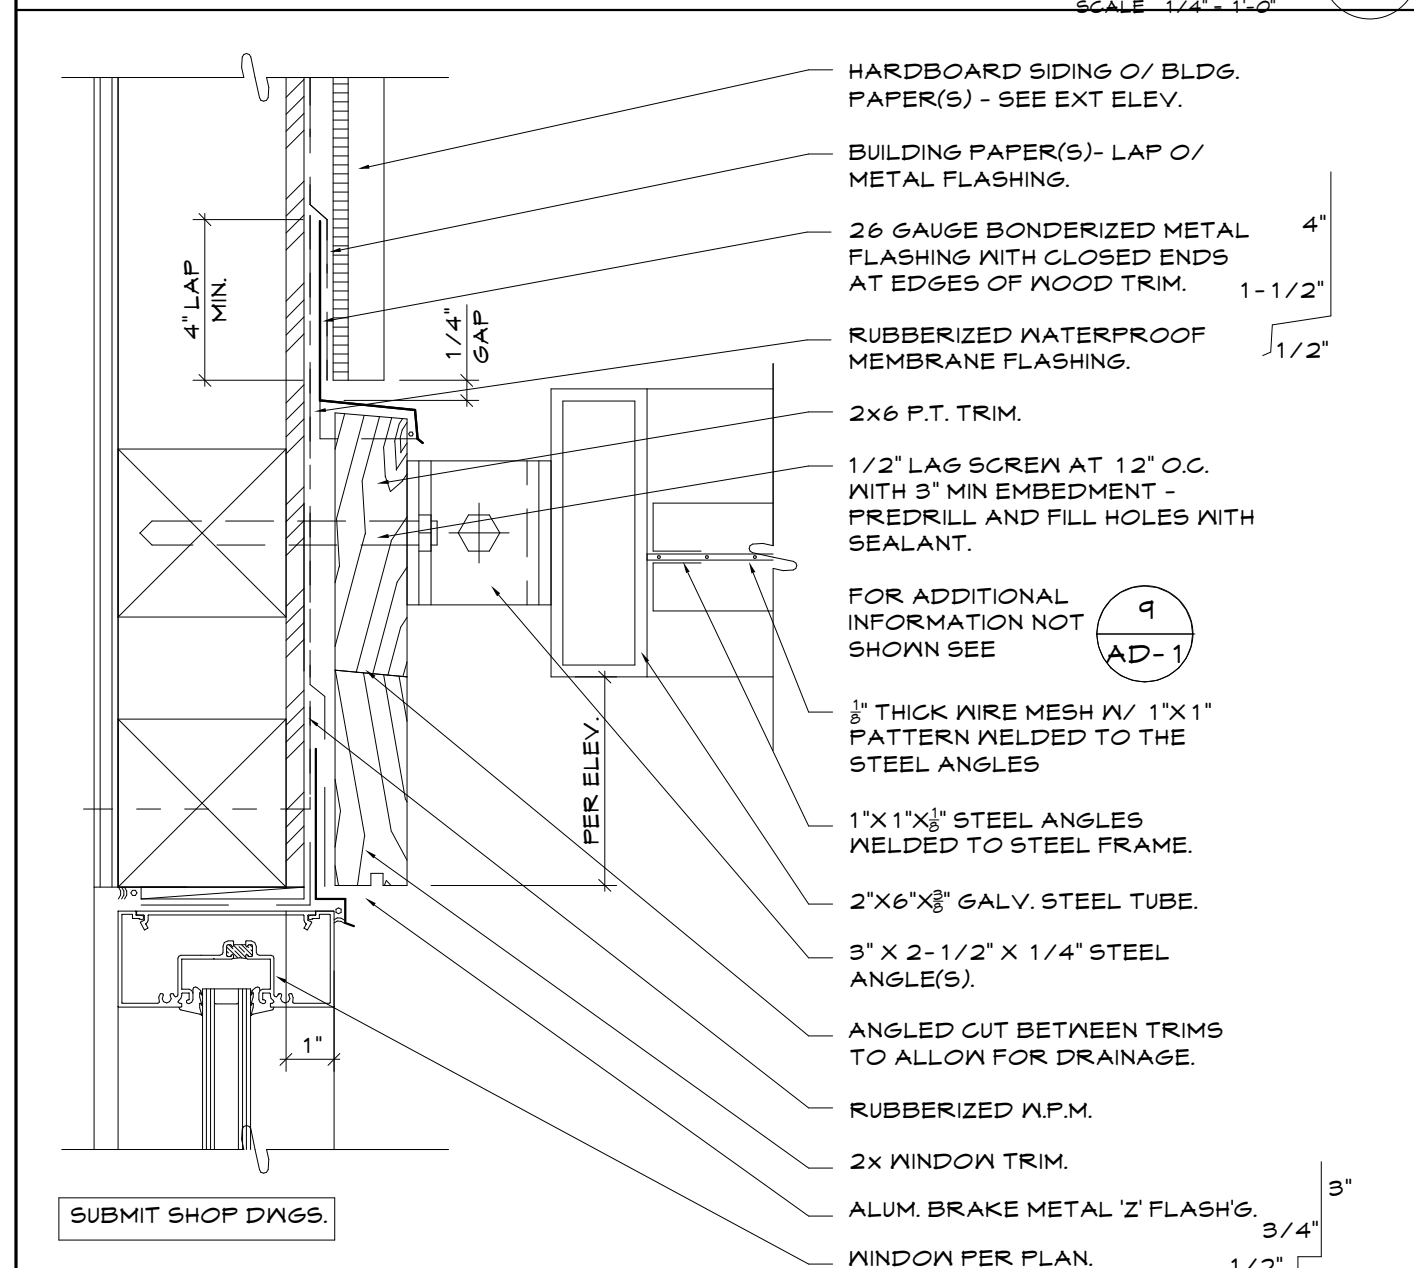 SCALE 1/4" = 1'-0"
HARDBOARD SIDING O/ BLDG.
PAPER(S) - SEE EXT ELEV.
BUILDING PAPER(S)- LAP O/
METAL FLASHING.
26 GAUGE BONDERIZED METAL
FLASHING WITH CLOSED ENDS
AT EDGES OF WOOD TRIM.
4"
1-1/2"
1/2"
RUBBERIZED WATERPROOF
MEMBRANE FLASHING.
2x6 P.T. TRIM.
1/2" LAG SCREW AT 12" O.C.
WITH 3" MIN EMBEDMENT -
PREDRILL AND FILL HOLES WITH
SEALANT.
FOR ADDITIONAL
INFORMATION NOT
SHOWN SEE
9
AD-1
1/8" THICK WIRE MESH W/ 1"X1"
PATTERN WELDED TO THE
STEEL ANGLES
1"X1"X1/8" STEEL ANGLES
WELDED TO STEEL FRAME.
2"X6"X3/8" GALV. STEEL TUBE.
3" X 2-1/2" X 1/4" STEEL
ANGLE(S).
ANGLED CUT BETWEEN TRIMS
TO ALLOW FOR DRAINAGE.
RUBBERIZED W.P.M.
2x WINDOW TRIM.
ALUM. BRAKE METAL 'Z' FLASH'G.
WINDOW PER PLAN.
3"
3/4"
1/2"
4" LAP
MIN.
1/4"
GAP
PER ELEV.
1"
SUBMIT SHOP DWGS.